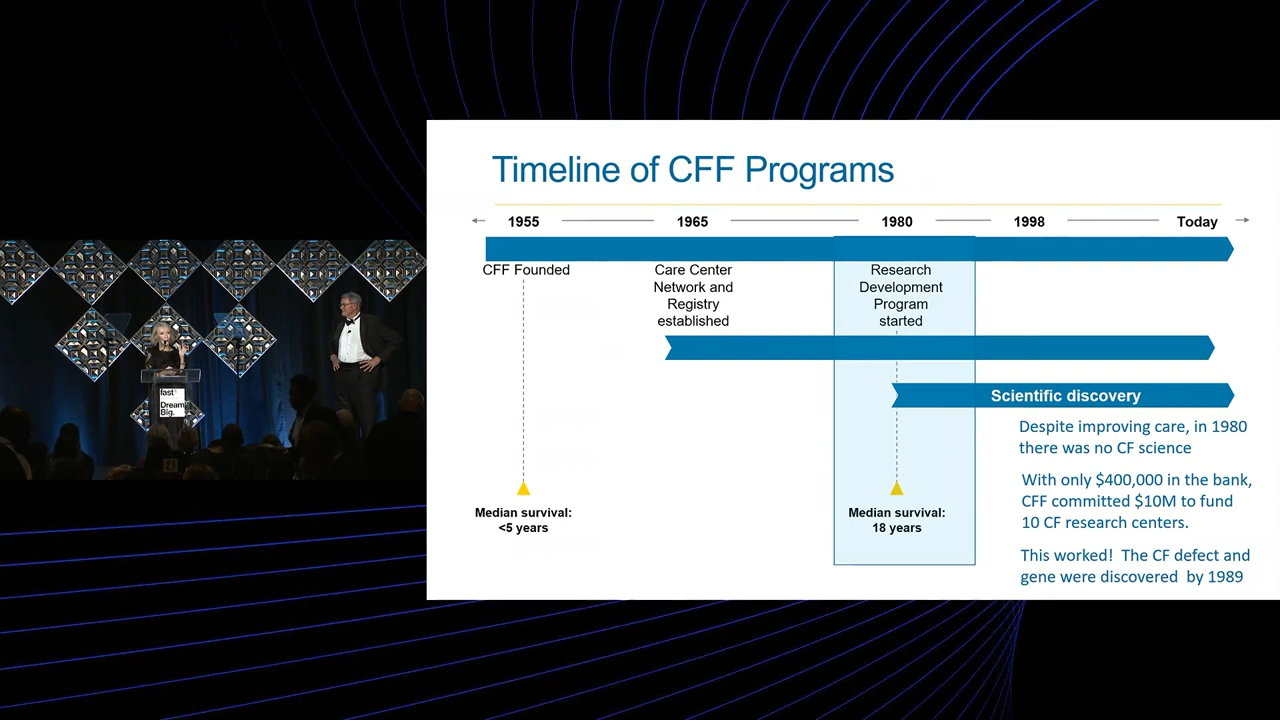 Timeline of CFF Programs
1955
1965
1980
1998
Today
CFF Founded
Care Center
Network and
Registry
established
Research
Development
Program
started
Scientific discovery
Despite improving care, in 1980
there was no CF science
With only $400,000 in the bank,
CFF committed $10M to fund
10 CF research centers.
This worked!  The CF defect and
gene were discovered  by 1989
Median survival:
<5 years
Median survival:
18 years
fast
Dream
Big.